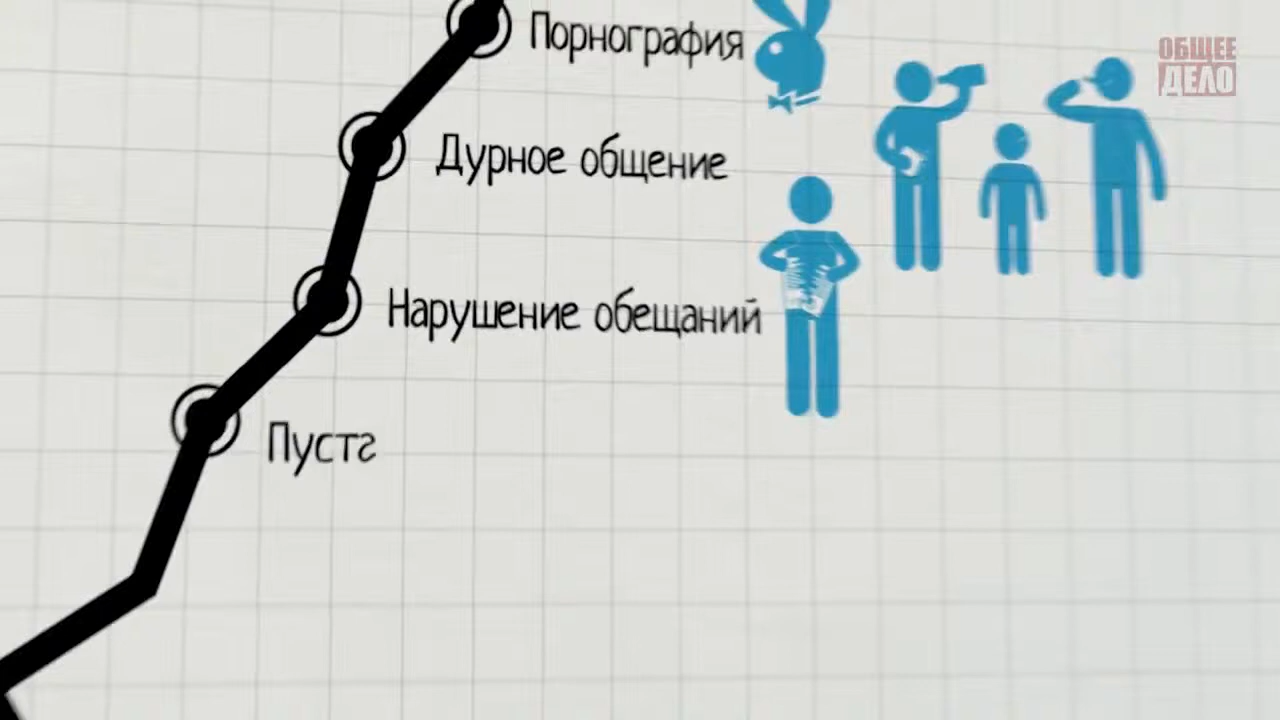 Порнография
ОБЩЕЕ
ДЕЛО
Дурное общение
Нарушение обещаний